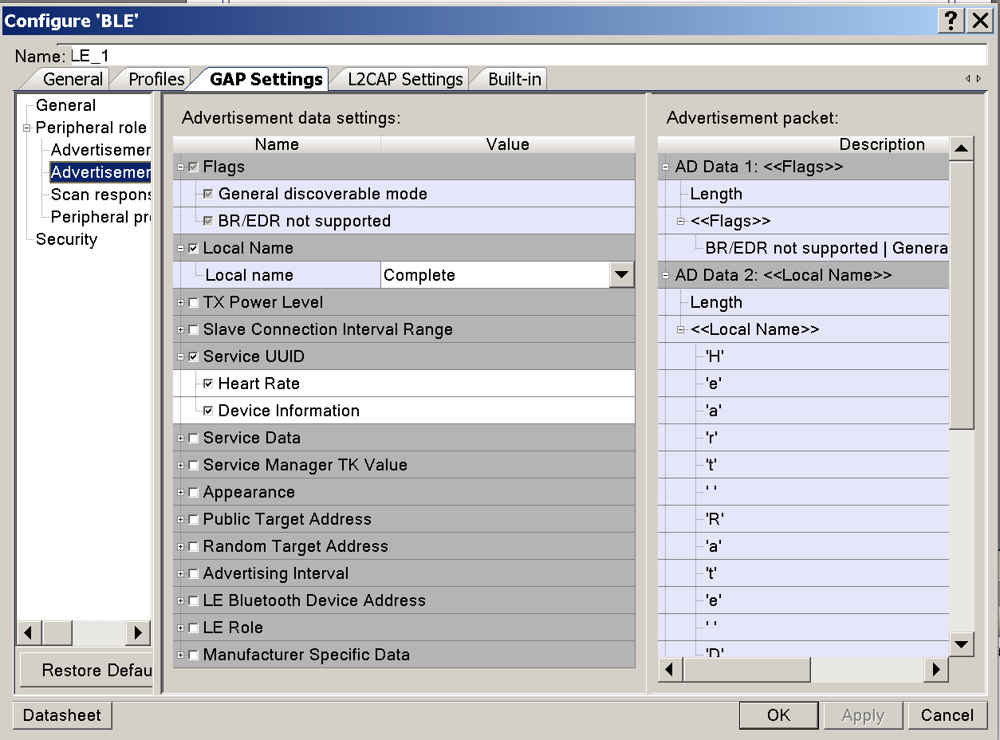 Configure 'BLE'
Name: LE_1
General Profiles GAP Settings L2CAP Settings Built-in
General
Peripheral role
Advertisemer
Advertisemer
Scan respons
Peripheral pr
Security
Restore Defau
Advertisement data settings:
Name Value
Flags
General discoverable mode
BR/EDR not supported
Local Name
Local name Complete
TX Power Level
Slave Connection Interval Range
Service UUID
Heart Rate
Device Information
Service Data
Service Manager TK Value
Appearance
Public Target Address
Random Target Address
Advertising Interval
LE Bluetooth Device Address
LE Role
Manufacturer Specific Data
Advertisement packet:
Description
AD Data 1: <<Flags>>
Length
<<Flags>>
BR/EDR not supported | Genera
AD Data 2: <<Local Name>>
Length
<<Local Name>>
'H'
'e'
'a'
'r'
't'
' '
'R'
'a'
't'
'e'
' '
'D'
Datasheet OK Apply Cancel